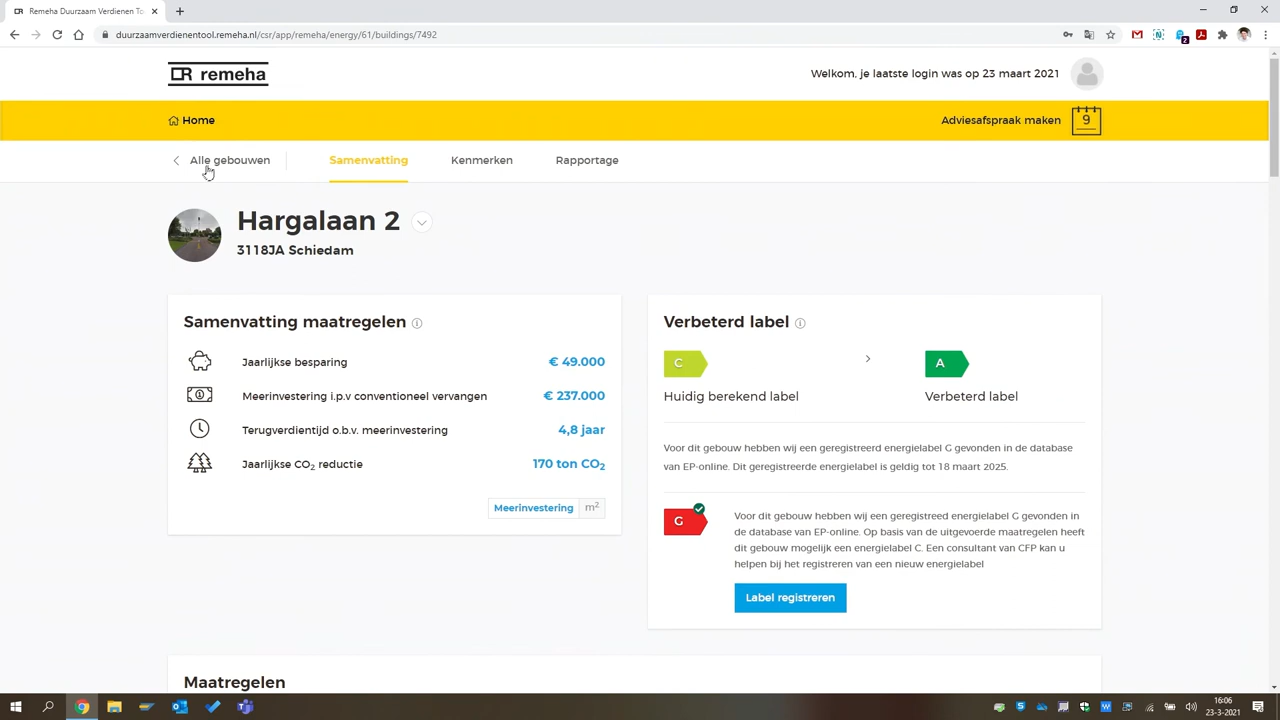 Remeha Duurzaam Verdienen To
duurzaamverdienentool.remeha.nl/csr/app/remeha/energy/61/buildings/7492
2
remeha
Welkom, je laatste login was op 23 maart 2021
Home
Adviesafspraak maken
9
Alle gebouwen
Samenvatting
Kenmerken
Rapportage
Hargalaan 2
3118JA Schiedam
Samenvatting maatregelen
Jaarlijkse besparing € 49.000
Meerinvestering i.p.v conventioneel vervangen € 237.000
Terugverdientijd o.b.v. meerinvestering 4,8 jaar
Jaarlijkse CO₂ reductie 170 ton CO₂
Meerinvestering m²
Verbeterd label
C
A
Huidig berekend label
Verbeterd label
Voor dit gebouw hebben wij een geregistreerd energielabel G gevonden in de database
van EP-online. Dit geregistreerde energielabel is geldig tot 18 maart 2025.
G
Voor dit gebouw hebben wij een geregistreed energielabel G gevonden in
de database van EP-online. Op basis van de uitgevoerde maatregelen heeft
dit gebouw mogelijk een energielabel C. Een consultant van CFP kan u
helpen bij het registreren van een nieuw energielabel
Label registreren
Maatregelen
16:06
23-3-2021